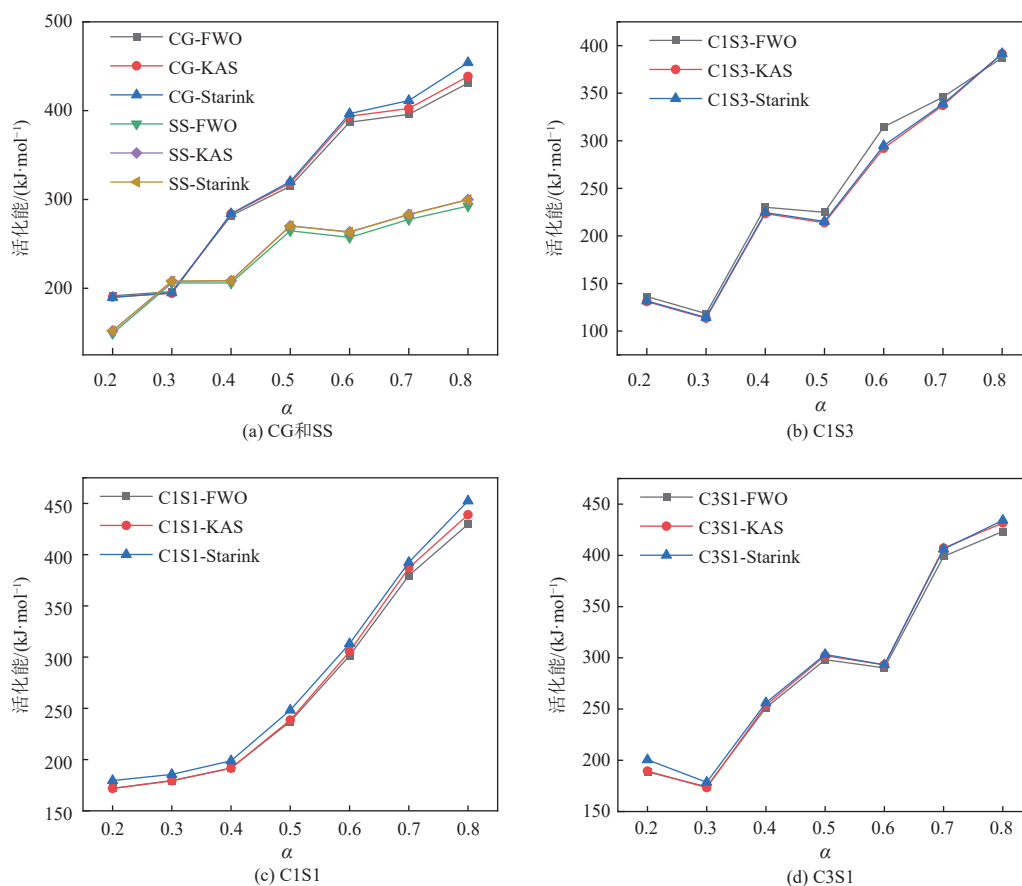 500
400
300
200
活化能/(kJ·mol⁻¹)
CG-FWO
CG-KAS
CG-Starink
SS-FWO
SS-KAS
SS-Starink
0.2 0.3 0.4 0.5 0.6 0.7 0.8
α
(a) CG和SS
400
350
300
250
200
150
100
活化能/(kJ·mol⁻¹)
C1S3-FWO
C1S3-KAS
C1S3-Starink
0.2 0.3 0.4 0.5 0.6 0.7 0.8
α
(b) C1S3
450
400
350
300
250
200
150
活化能/(kJ·mol⁻¹)
C1S1-FWO
C1S1-KAS
C1S1-Starink
0.2 0.3 0.4 0.5 0.6 0.7 0.8
α
(c) C1S1
450
400
350
300
250
200
150
活化能/(kJ·mol⁻¹)
C3S1-FWO
C3S1-KAS
C3S1-Starink
0.2 0.3 0.4 0.5 0.6 0.7 0.8
α
(d) C3S1